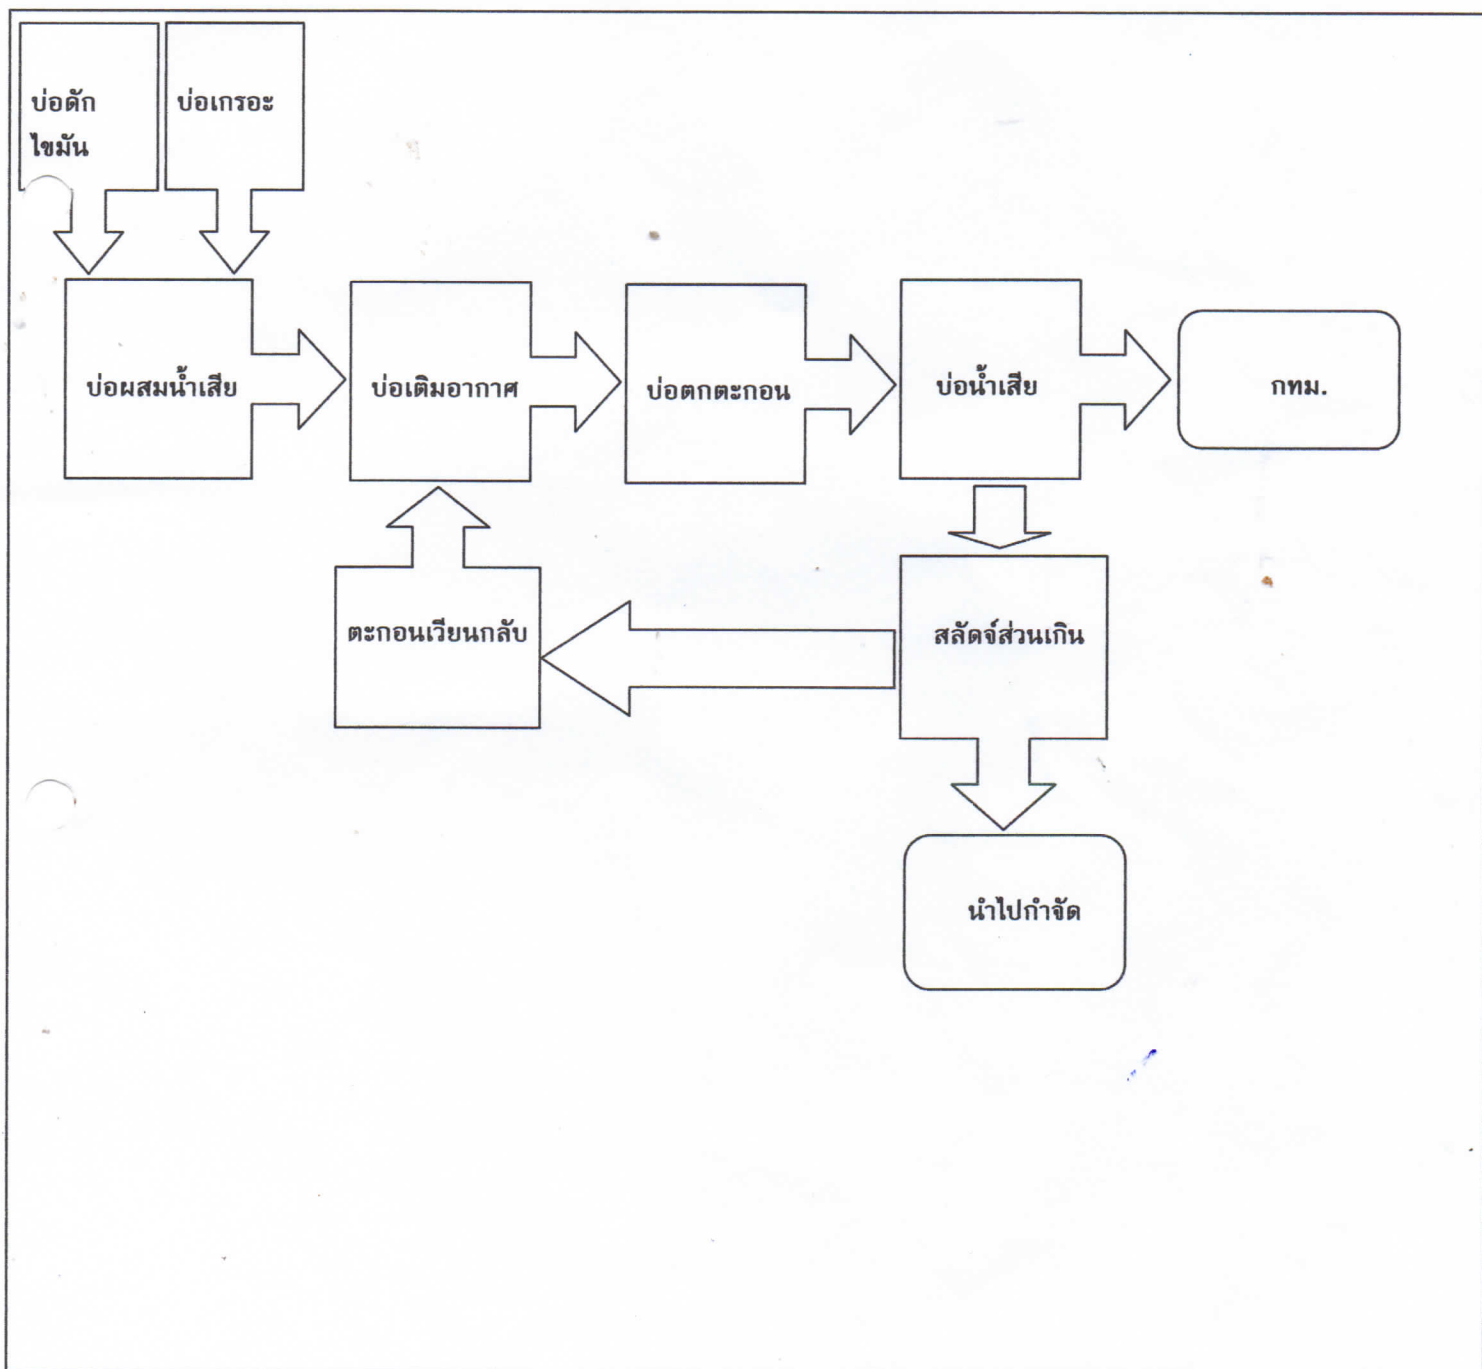 บ่อดัก
ไขมัน
บ่อเกรอะ
บ่อผสมน้ำเสีย
บ่อเติมอากาศ
บ่อตกตะกอน
บ่อน้ำเสีย
กทม.
ตะกอนเวียนกลับ
สลัดจ์ส่วนเกิน
นำไปกำจัด